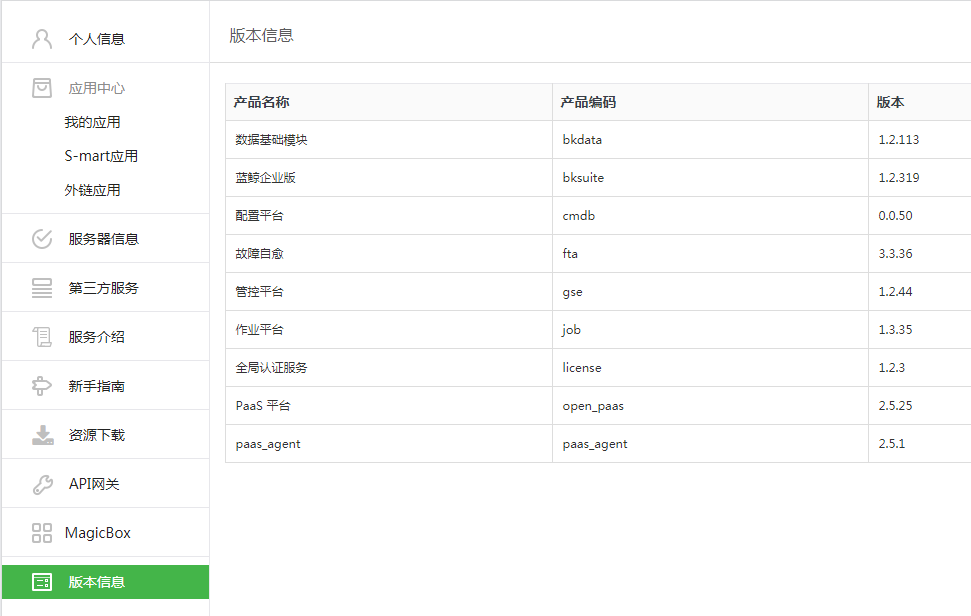 个人信息
应用中心
我的应用
S-mart应用
外链应用
服务器信息
第三方服务
服务介绍
新手指南
资源下载
API网关
MagicBox
版本信息
版本信息
产品名称 产品编码 版本
数据基础模块 bkdata 1.2.113
蓝鲸企业版 bksuite 1.2.319
配置平台 cmdb 0.0.50
故障自愈 fta 3.3.36
管控平台 gse 1.2.44
作业平台 job 1.3.35
全局认证服务 license 1.2.3
PaaS 平台 open_paas 2.5.25
paas_agent paas_agent 2.5.1